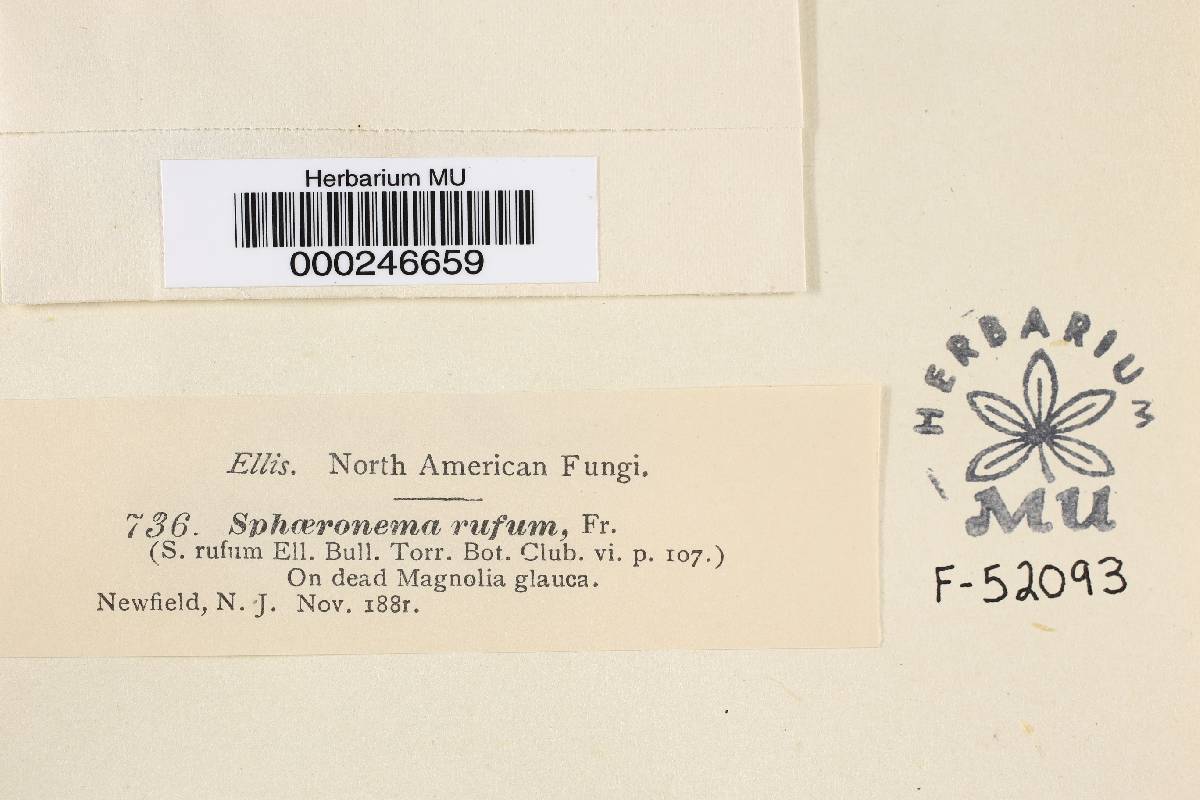 Herbarium MU
000246659
HERBARIUM
MU
F-52093
Ellis. North American Fungi.
736. Sphæronema rufum, Fr.
(S. rufum Ell. Bull. Torr. Bot. Club. vi. p. 107.)
On dead Magnolia glauca.
Newfield, N. J. Nov. 1881.